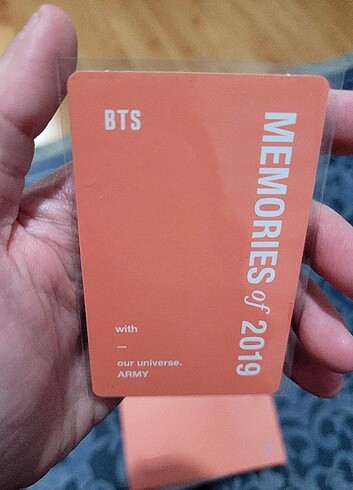 BTS
MEMORIES of 2019
with
—
our universe.
ARMY